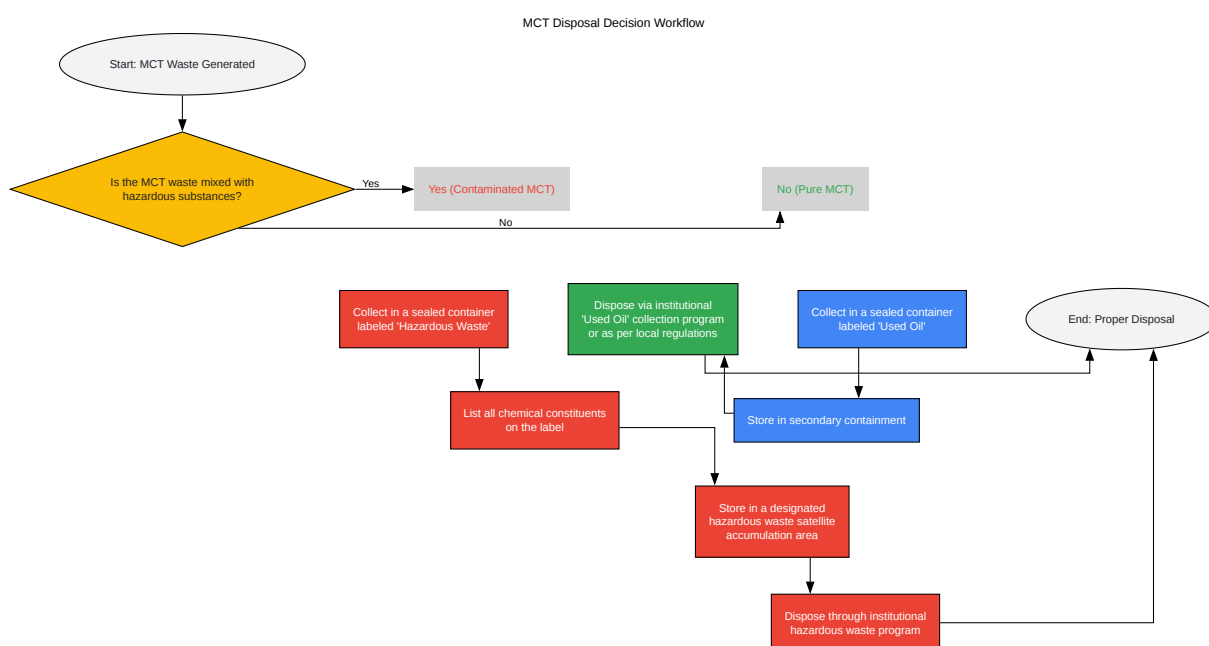 MCT Disposal Decision Workflow
Start: MCT Waste Generated
Is the MCT waste mixed with
hazardous substances?
Yes
Yes (Contaminated MCT)
No (Pure MCT)
No
Collect in a sealed container
labeled 'Hazardous Waste'
Dispose via institutional
'Used Oil' collection program
or as per local regulations
Collect in a sealed container
labeled 'Used Oil'
End: Proper Disposal
List all chemical constituents
on the label
Store in secondary containment
Store in a designated
hazardous waste satellite
accumulation area
Dispose through institutional
hazardous waste program